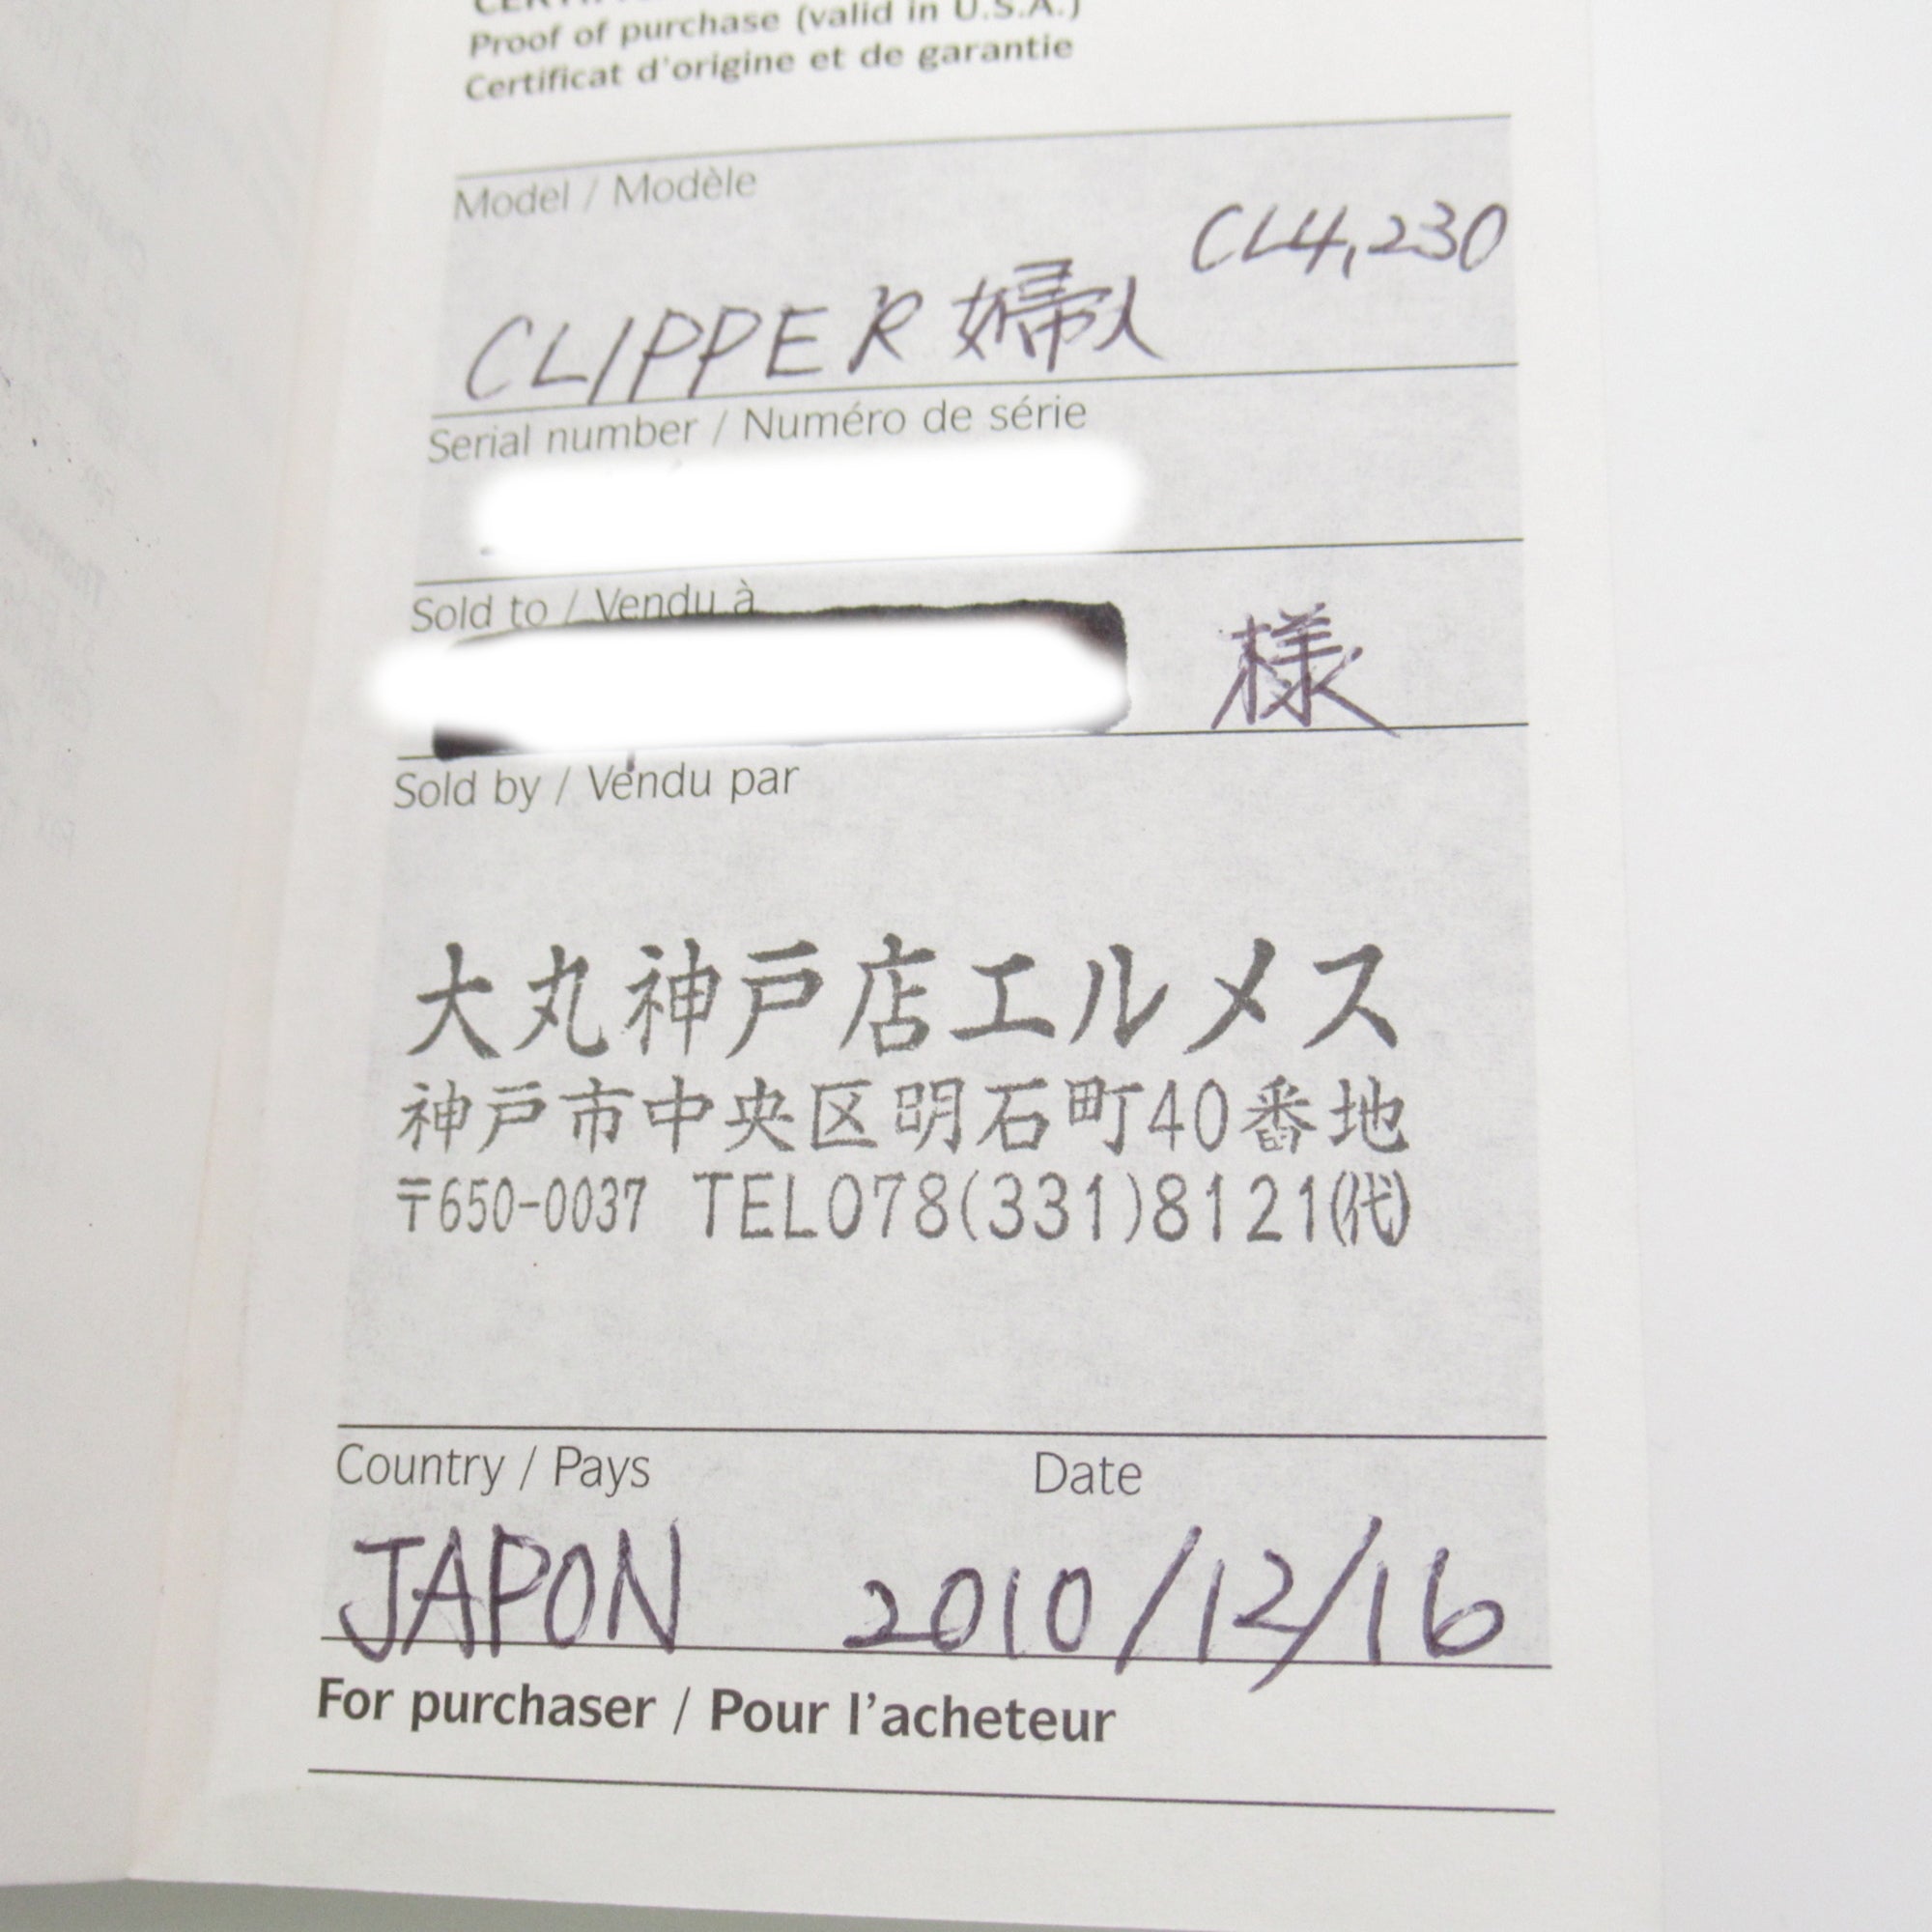 Proof of purchase (valid in U.S.A.)
Certificat d'origine et de garantie
Model / Modèle
CL4,230
CLIPPER 婦人
Serial number / Numéro de série
Sold to / Vendu à
様
Sold by / Vendu par
大丸神戸店エルメス
神戸市中央区明石町40番地
〒650-0037 TEL078(331)8121(代)
Country / Pays Date
JAPON 2010/12/16
For purchaser / Pour l'acheteur